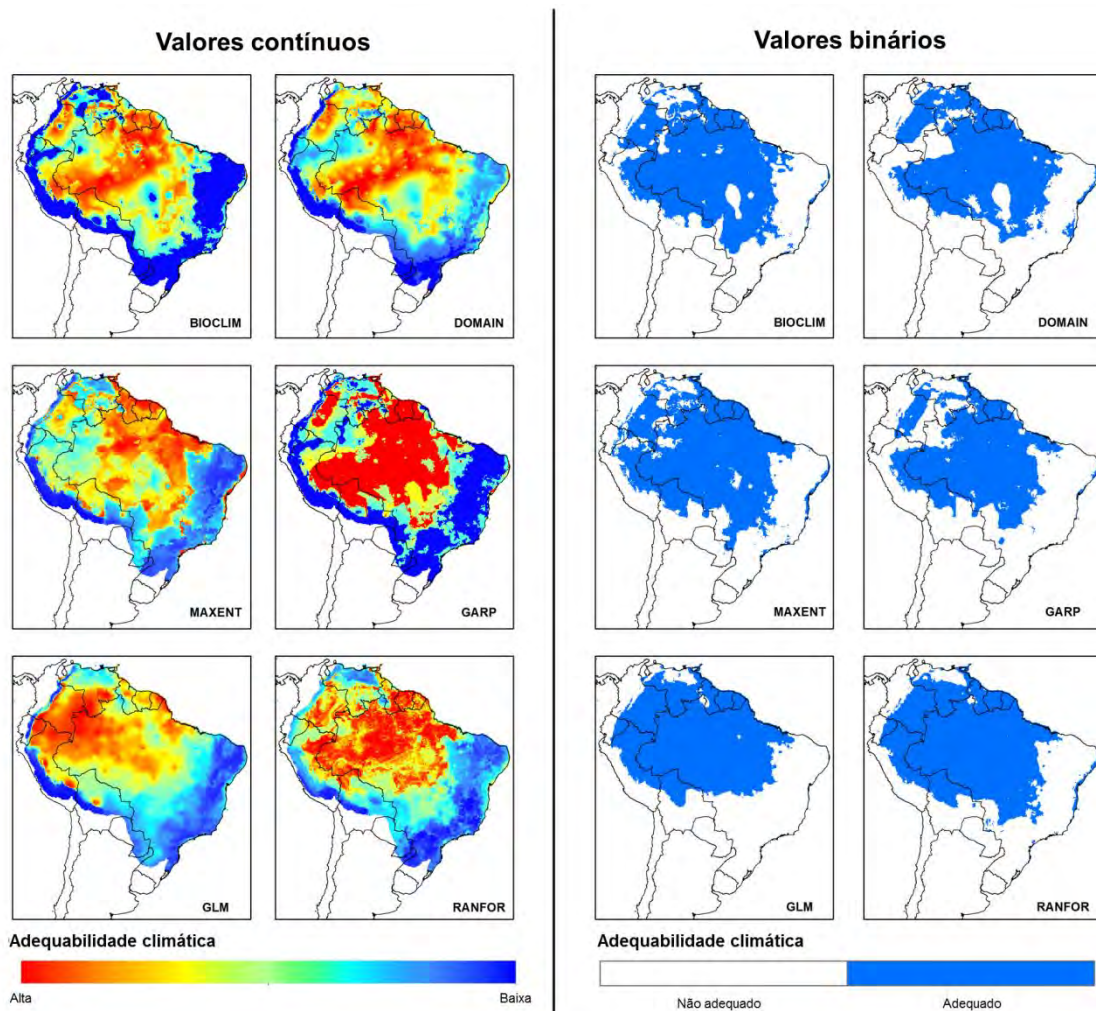 Valores contínuos
BIOCLIM
DOMAIN
MAXENT
GARP
GLM
RANFOR
Adequabilidade climática
Alta
Baixa
Valores binários
BIOCLIM
DOMAIN
MAXENT
GARP
GLM
RANFOR
Adequabilidade climática
Não adequado
Adequado